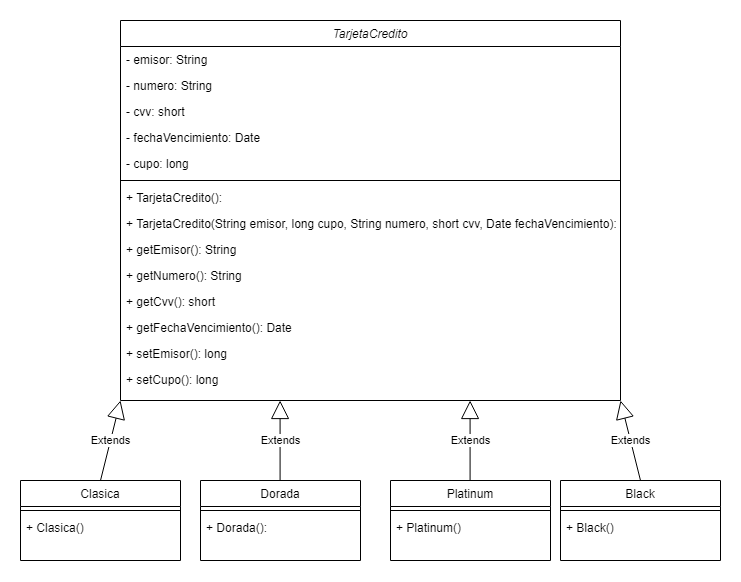 TarjetaCredito
- emisor: String
- numero: String
- cvv: short
- fechaVencimiento: Date
- cupo: long
+ TarjetaCredito():
+ TarjetaCredito(String emisor, long cupo, String numero, short cvv, Date fechaVencimiento):
+ getEmisor(): String
+ getNumero(): String
+ getCvv(): short
+ getFechaVencimiento(): Date
+ setEmisor(): long
+ setCupo(): long
Extends Extends Extends Extends
Clasica Dorada Platinum Black
+ Clasica() + Dorada(): + Platinum() + Black()